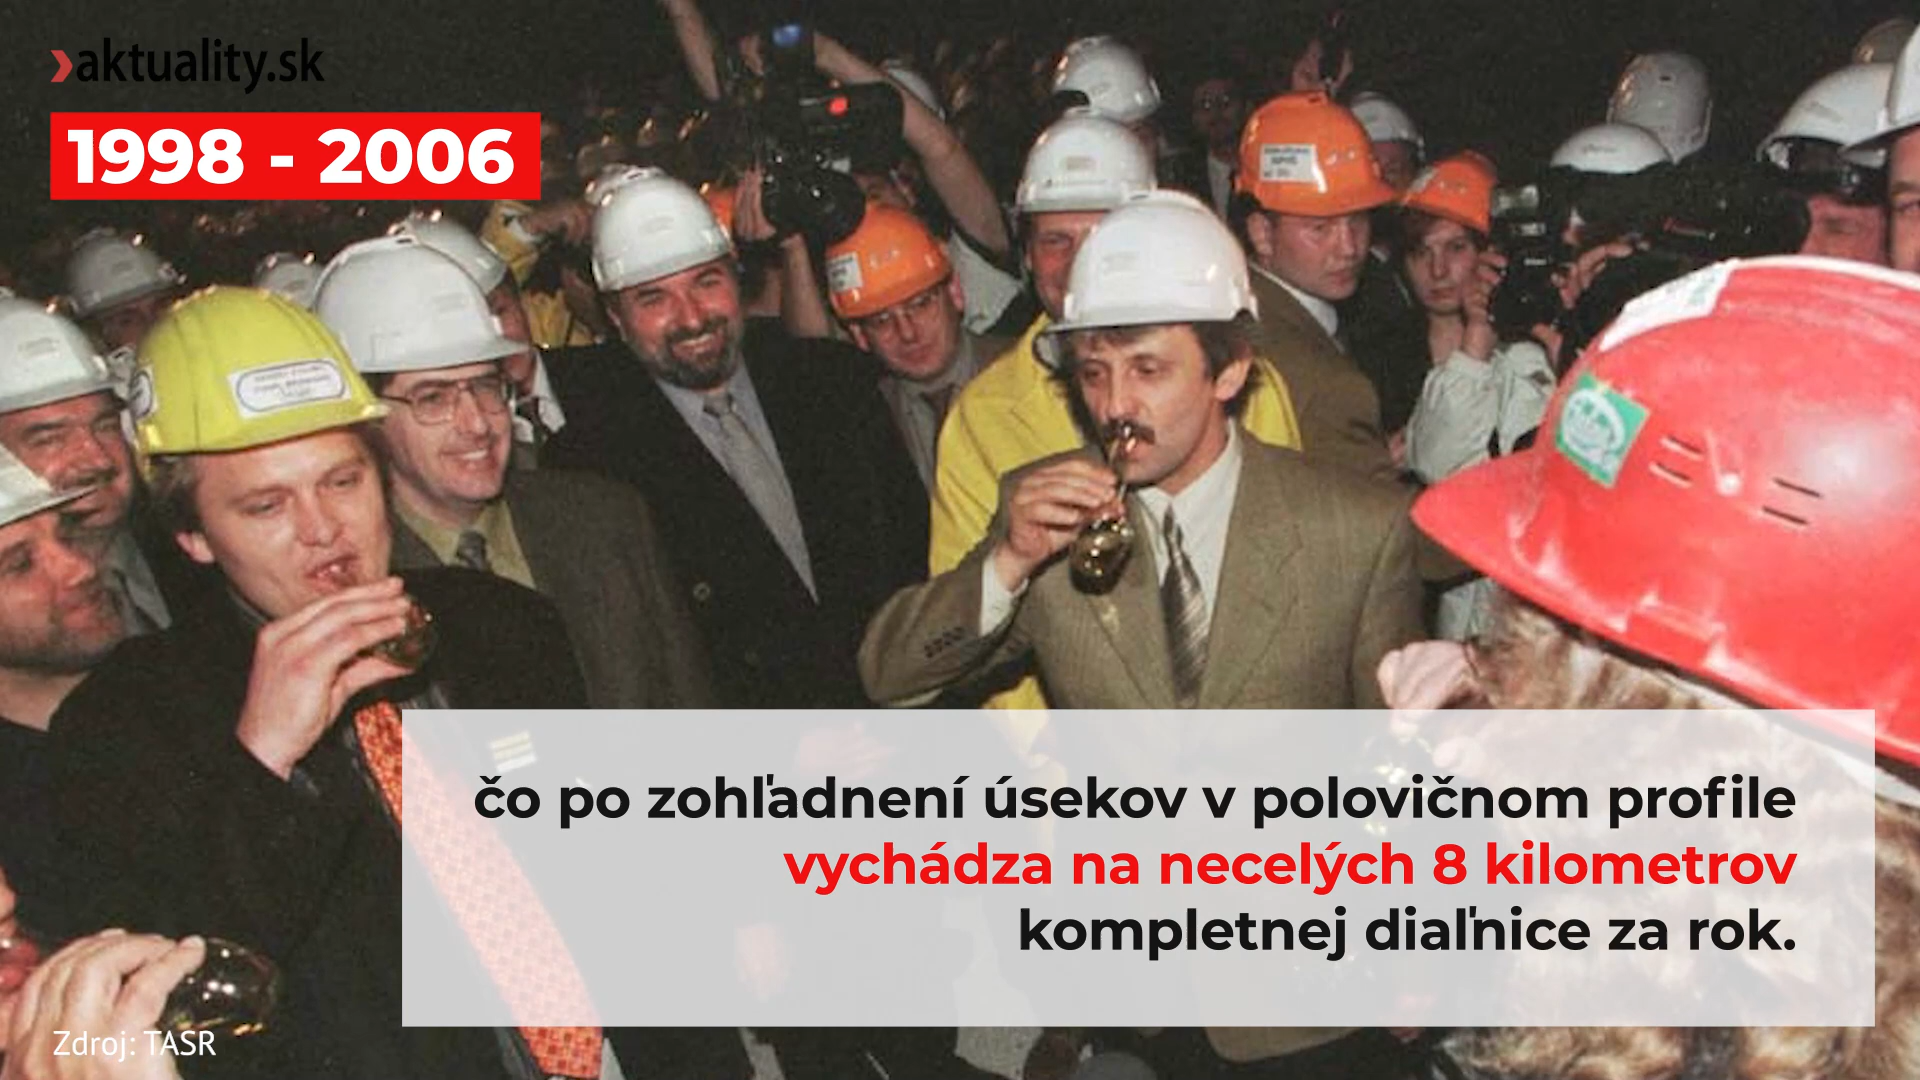 aktuality.sk
1998 - 2006
čo po zohľadnení úsekov v polovičnom profile
vychádza na necelých 8 kilometrov
kompletnej diaľnice za rok.
Zdroj: TASR